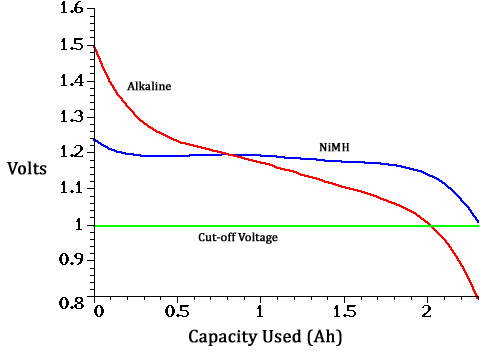 1.6
1.5
Alkaline
1.4
1.3
NiMH
1.2
Volts
1.1
1
Cut-off Voltage
0.9
0.8
0 0.5 1 1.5 2
Capacity Used (Ah)